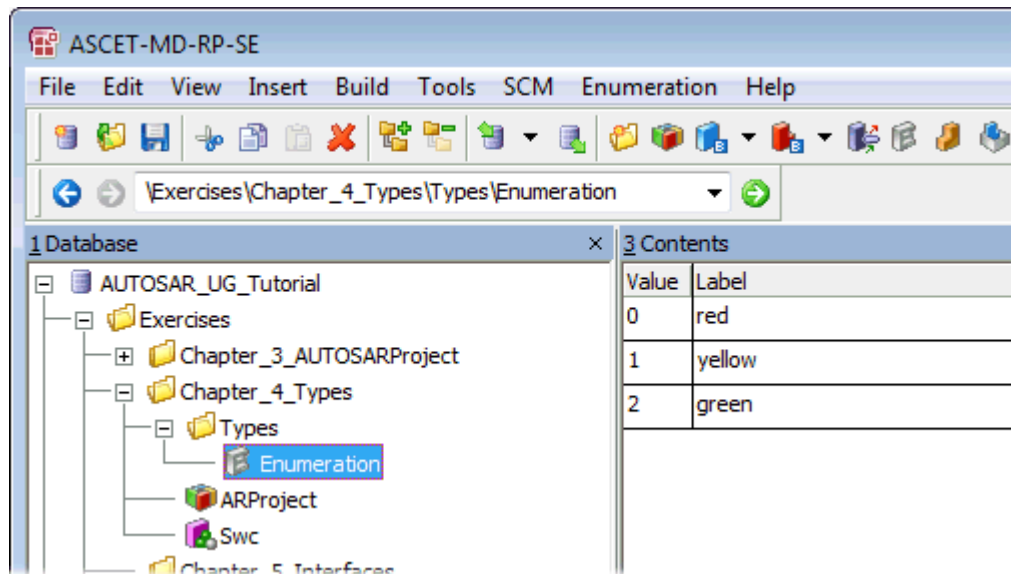 ASCET-MD-RP-SE
File Edit View Insert Build Tools SCM Enumeration Help
\Exercises\Chapter_4_Types\Types\Enumeration
1 Database
AUTOSAR_UG_Tutorial
Exercises
Chapter_3_AUTOSARProject
Chapter_4_Types
Types
Enumeration
ARProject
Swc
Chapter_5_Interfaces
3 Contents
Value Label
0 red
1 yellow
2 green